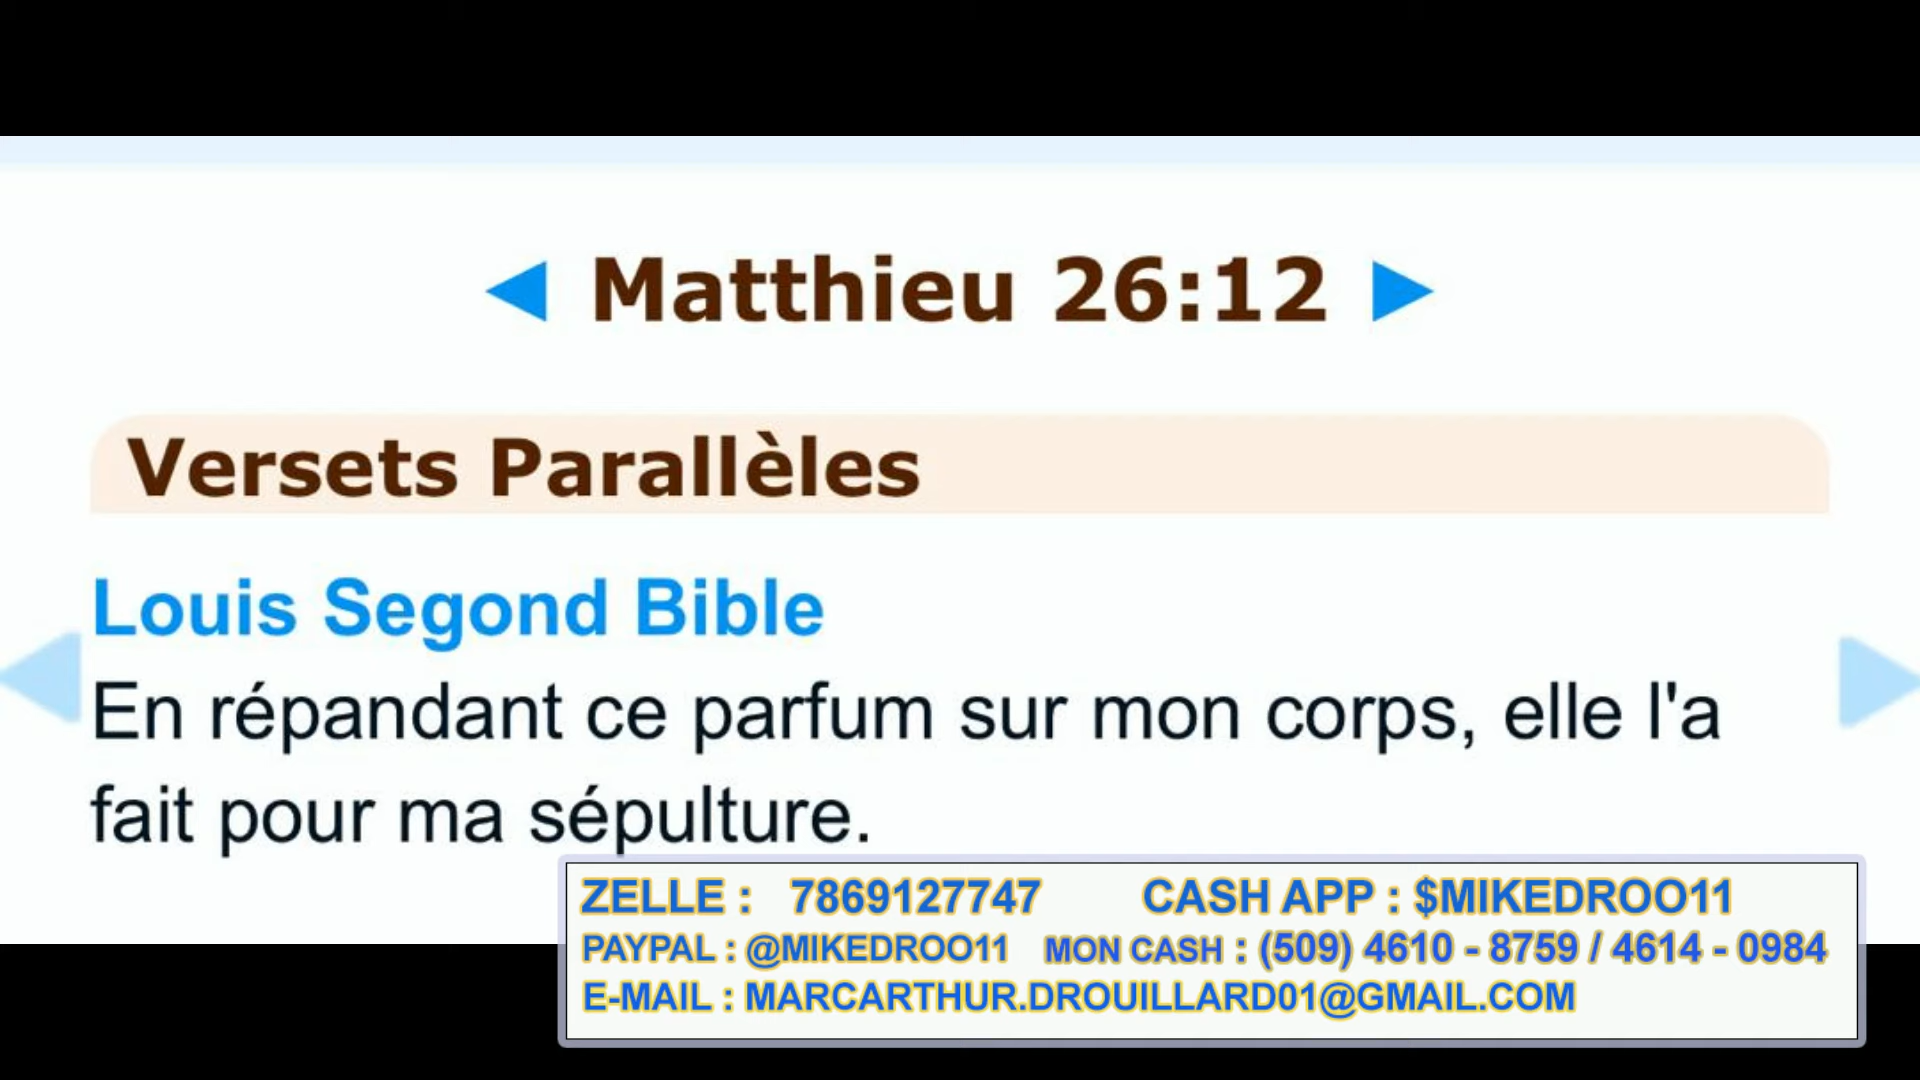 Matthieu 26:12
Versets Parallèles
Louis Segond Bible
En répandant ce parfum sur mon corps, elle l'a
fait pour ma sépulture.
ZELLE : 7869127747 CASH APP : $MIKEDROO11
PAYPAL : @MIKEDROO11 MON CASH : (509) 4610 - 8759 / 4614 - 0984
E-MAIL : MARCARTHUR.DROUILLARD01@GMAIL.COM